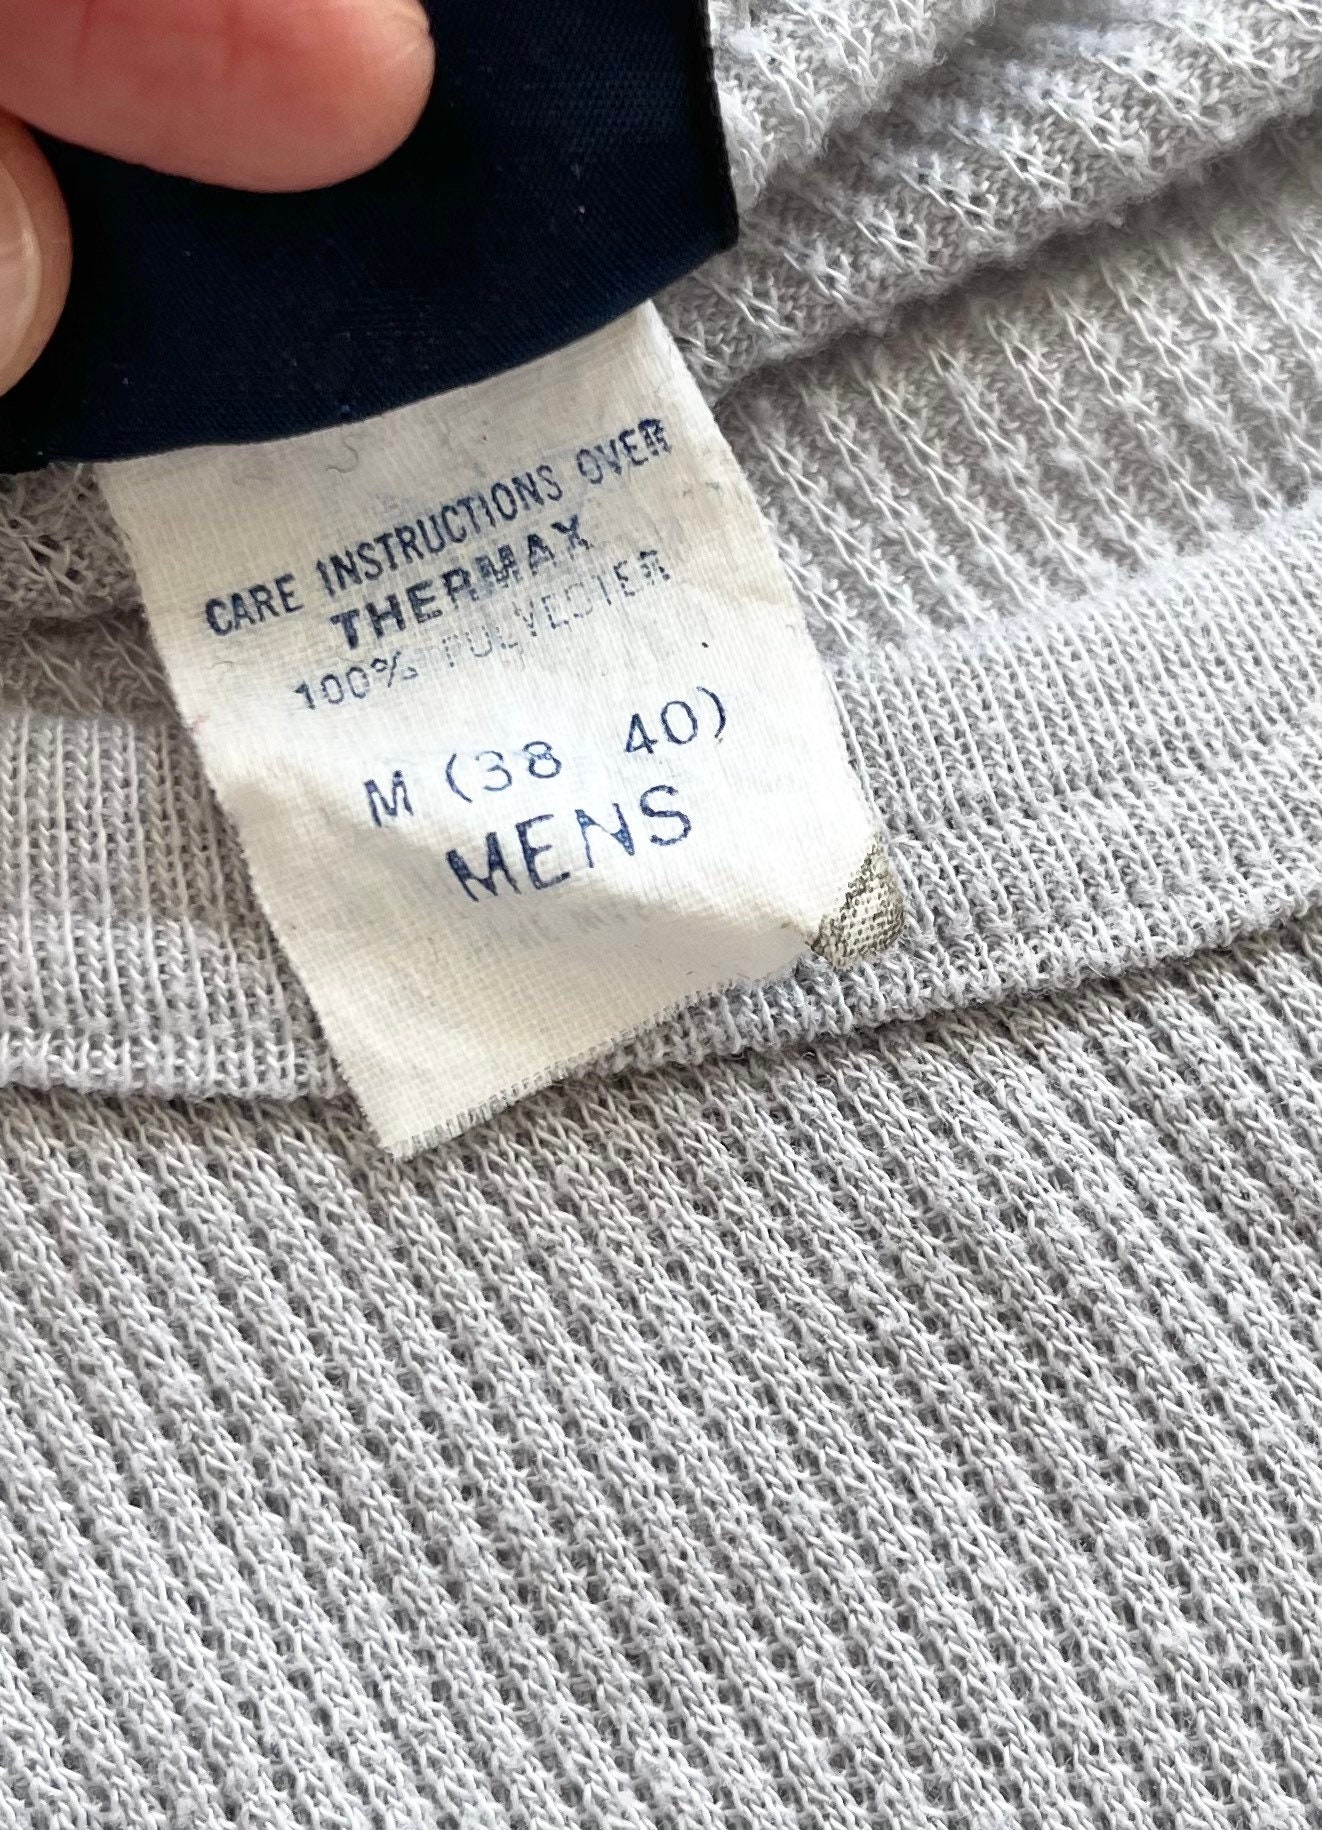 CARE INSTRUCTIONS OVER
THERMAX
100% POLYESTER
M (38 40)
MENS